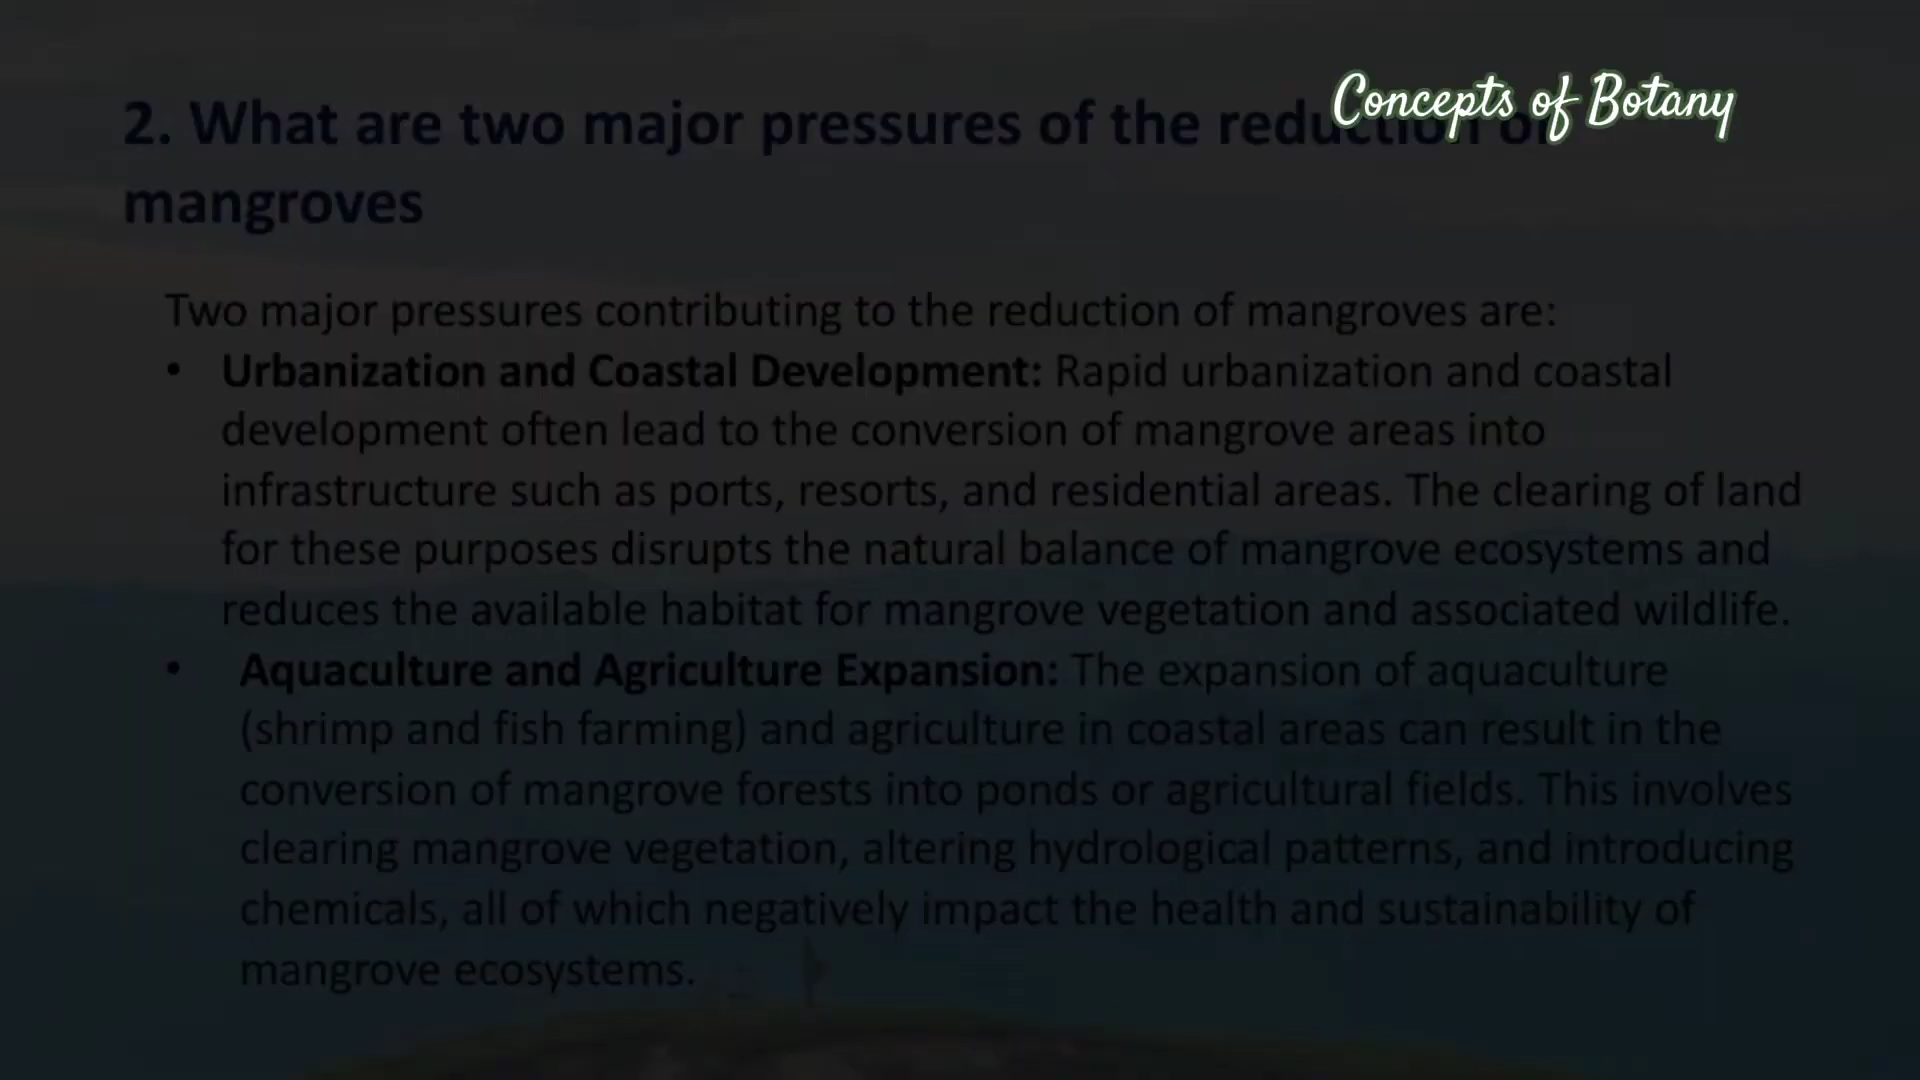 Concepts of Botany
2. What are two major pressures of the reduction of
mangroves
Two major pressures contributing to the reduction of mangroves are:
• Urbanization and Coastal Development: Rapid urbanization and coastal
development often lead to the conversion of mangrove areas into
infrastructure such as ports, resorts, and residential areas. The clearing of land
for these purposes disrupts the natural balance of mangrove ecosystems and
reduces the available habitat for mangrove vegetation and associated wildlife.
• Aquaculture and Agriculture Expansion: The expansion of aquaculture
(shrimp and fish farming) and agriculture in coastal areas can result in the
conversion of mangrove forests into ponds or agricultural fields. This involves
clearing mangrove vegetation, altering hydrological patterns, and introducing
chemicals, all of which negatively impact the health and sustainability of
mangrove ecosystems.